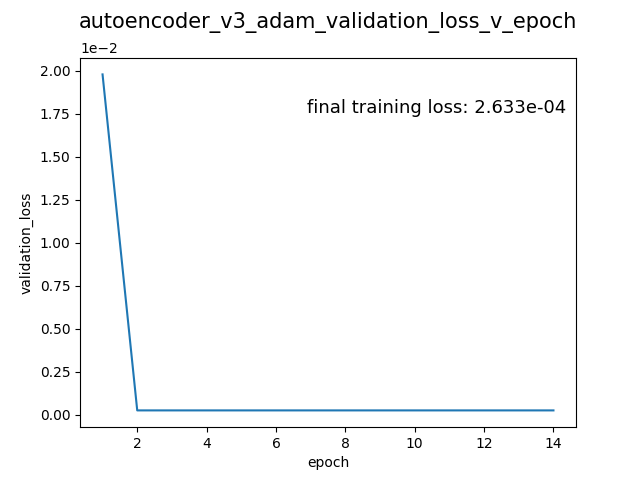 autoencoder_v3_adam_validation_loss_v_epoch
1e−2
2.00
final training loss: 2.633e-04
1.75
1.50
1.25
1.00
0.75
0.50
0.25
0.00
validation_loss
2 4 6 8 10 12 14
epoch